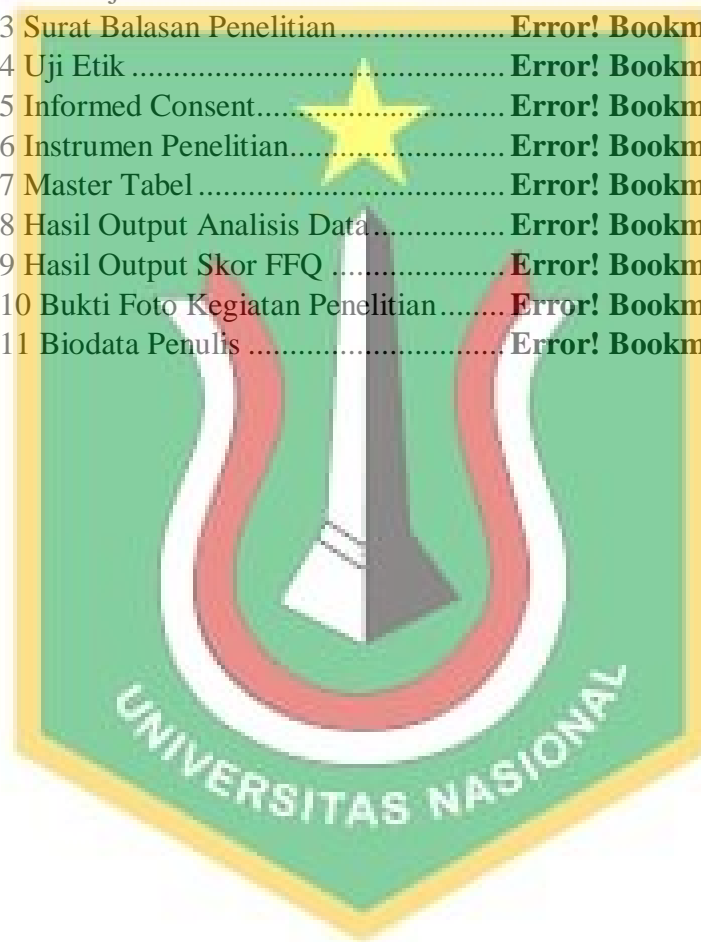 3 Surat Balasan Penelitian.................. Error! Bookm
4 Uji Etik ......................................... Error! Bookm
5 Informed Consent........................... Error! Bookm
6 Instrumen Penelitian....................... Error! Bookm
7 Master Tabel .................................. Error! Bookm
8 Hasil Output Analisis Data.............. Error! Bookm
9 Hasil Output Skor FFQ ................... Error! Bookm
10 Bukti Foto Kegiatan Penelitian....... Error! Bookm
11 Biodata Penulis ............................ Error! Bookm
UNIVERSITAS NASIONAL